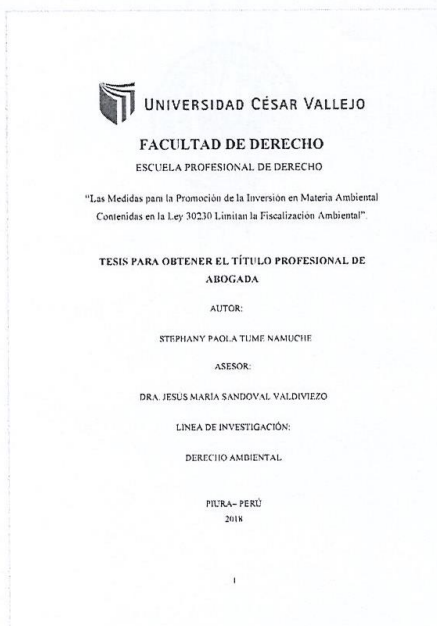 UNIVERSIDAD CÉSAR VALLEJO
FACULTAD DE DERECHO
ESCUELA PROFESIONAL DE DERECHO
“Las Medidas para la Promoción de la Inversión en Materia Ambiental
Contenidas en la Ley 30230 Limitan la Fiscalización Ambiental”.
TESIS PARA OBTENER EL TÍTULO PROFESIONAL DE
ABOGADA
AUTOR:
STEPHANY PAOLA TUME NAMUCHE
ASESOR:
DRA. JESUS MARIA SANDOVAL VALDIVIEZO
LINEA DE INVESTIGACIÓN:
DERECHO AMBIENTAL
PIURA– PERÚ
2018
I